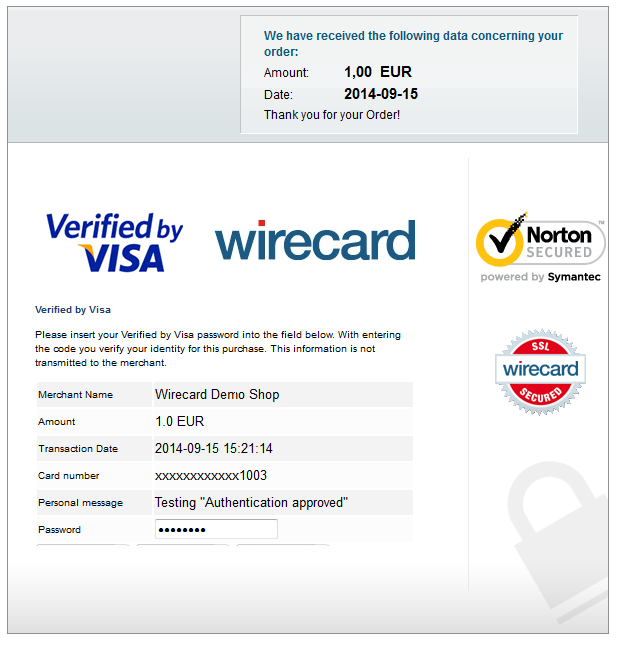 We have received the following data concerning your
order:
Amount: 1,00 EUR
Date: 2014-09-15
Thank you for your Order!
Verified by
VISA
wirecard
Norton
SECURED
TM
powered by Symantec
Verified by Visa
Please insert your Verified by Visa password into the field below. With entering
the code you verify your identity for this purchase. This information is not
transmitted to the merchant.
SSL
wirecard
SECURED
Merchant Name Wirecard Demo Shop
Amount 1.0 EUR
Transaction Date 2014-09-15 15:21:14
Card number xxxxxxxxxxxx1003
Personal message Testing "Authentication approved"
Password ••••••••